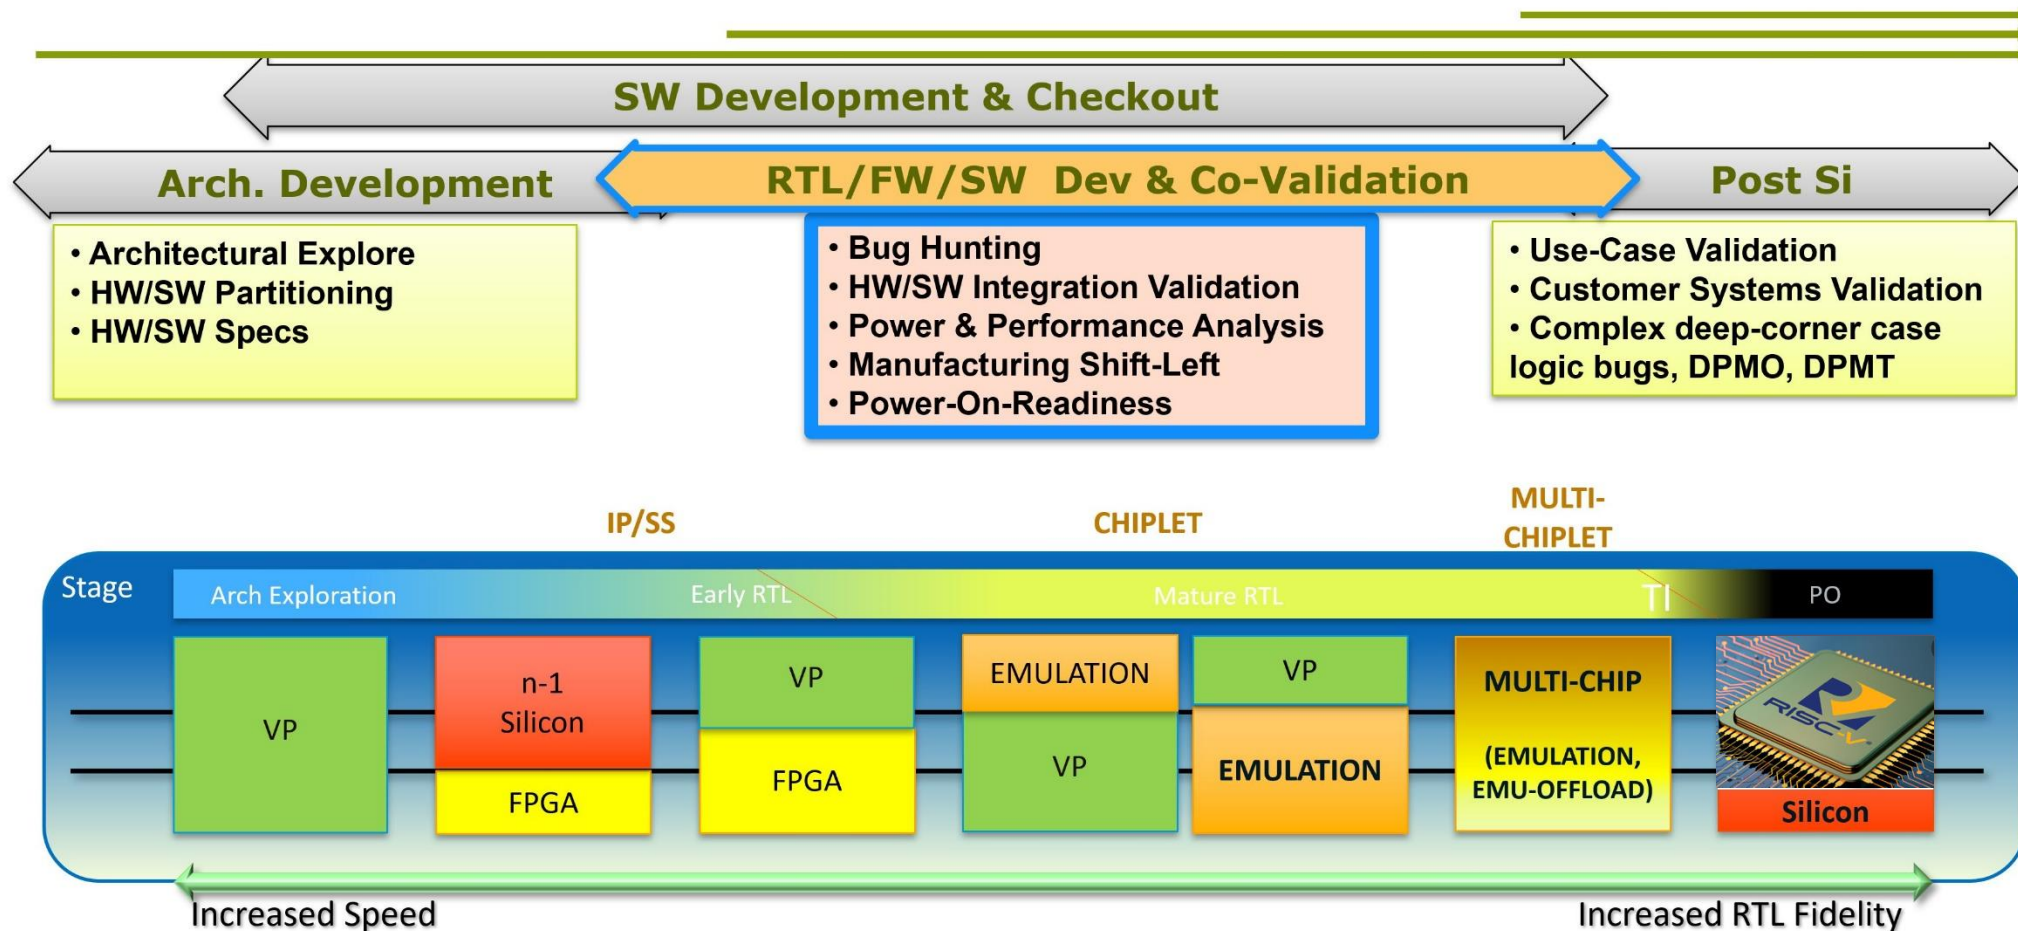 SW Development & Checkout
Arch. Development
RTL/FW/SW Dev & Co-Validation
Post Si
• Architectural Explore
• HW/SW Partitioning
• HW/SW Specs
• Bug Hunting
• HW/SW Integration Validation
• Power & Performance Analysis
• Manufacturing Shift-Left
• Power-On-Readiness
• Use-Case Validation
• Customer Systems Validation
• Complex deep-corner case
logic bugs, DPMO, DPMT
IP/SS
CHIPLET
MULTI-
CHIPLET
Stage
Arch Exploration
Early RTL
Mature RTL
TI
PO
VP
n-1
Silicon
FPGA
VP
FPGA
EMULATION
VP
VP
EMULATION
MULTI-CHIP
(EMULATION,
EMU-OFFLOAD)
RISC-V
Silicon
Increased Speed
Increased RTL Fidelity